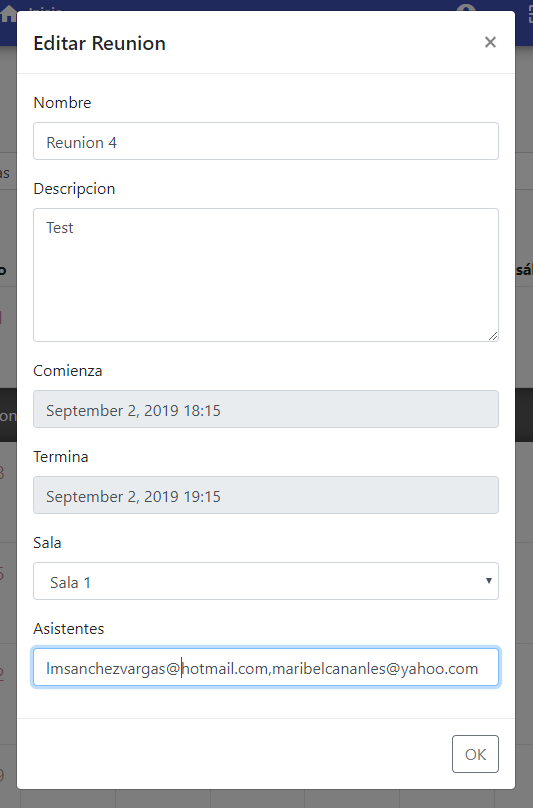 Inicio
Editar Reunion
×
Nombre
Reunion 4
Descripcion
Test
Comienza
September 2, 2019 18:15
Termina
September 2, 2019 19:15
Sala
Sala 1
Asistentes
lmsanchezvargas@hotmail.com,maribelcananles@yahoo.com
OK